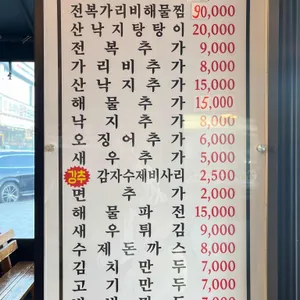 전복가리비해물찜 90,000
산낙지탕탕이 20,000
전복추가 9,000
가리비추가 8,000
산낙지추가 15,000
해물추가 15,000
낙지추가 8,000
오징어추가 6,000
새우추가 5,000
강추 감자수제비사리 2,500
면추가 2,000
해물파전 15,000
새우튀김 9,000
수제돈까스 8,000
김치만두 7,000
고기만두 7,000